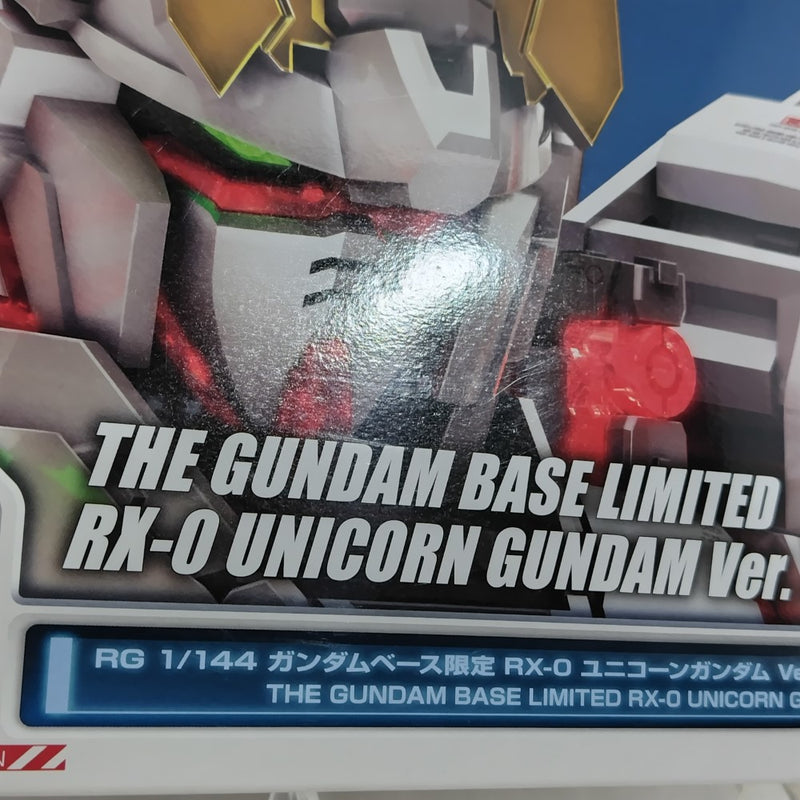 THE GUNDAM BASE LIMITED
RX-0 UNICORN GUNDAM Ver.
RG 1/144 ガンダムベース限定 RX-0 ユニコーンガンダム Ve
THE GUNDAM BASE LIMITED RX-0 UNICORN G